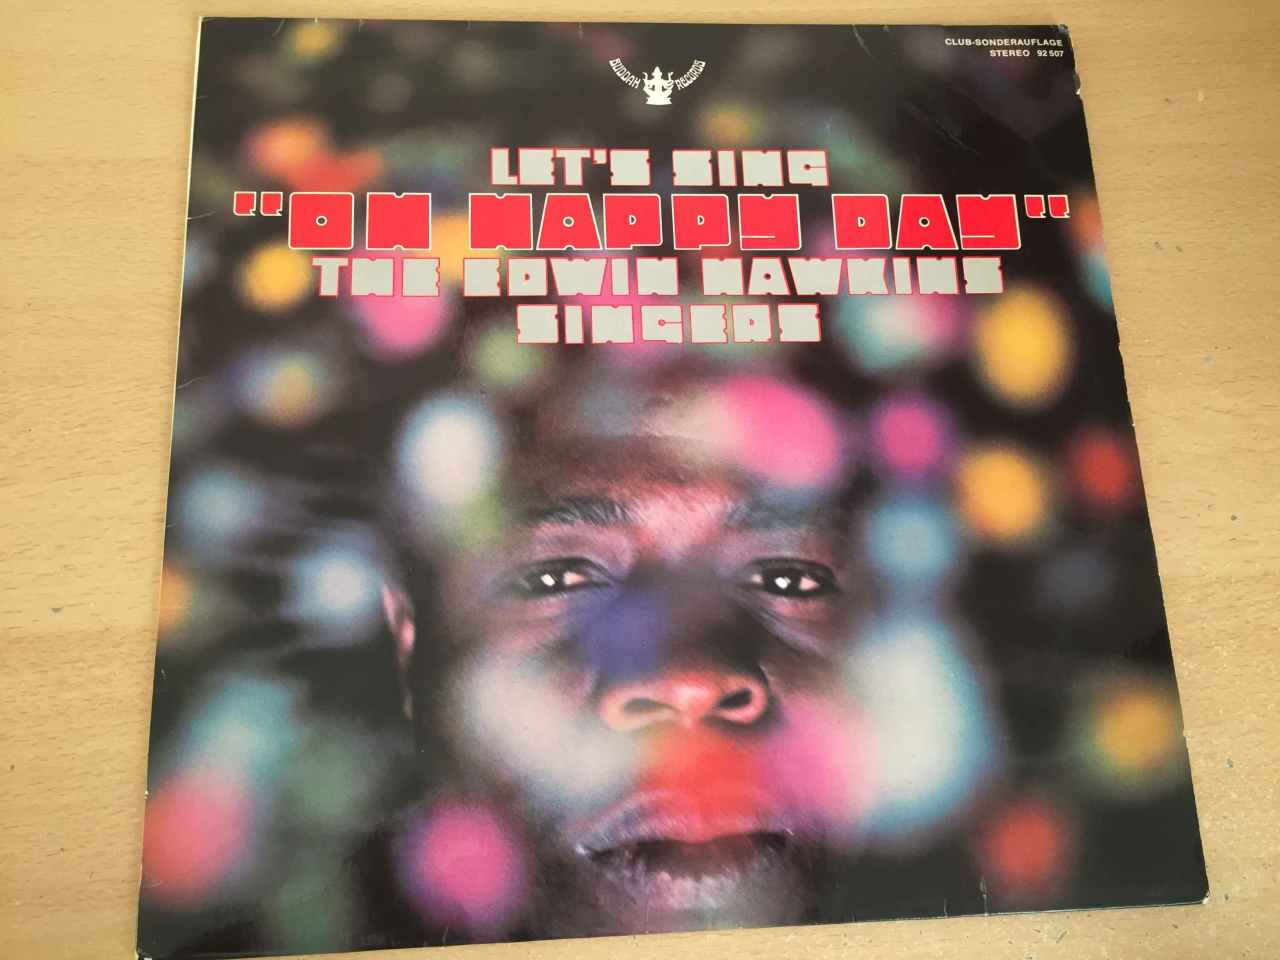 CLUB-SONDERAUFLAGE
STEREO 92 507
BUDDAH RECORDS
LET'S SING
"OH HAPPY DAY"
THE EDWIN HAWKINS
SINGERS